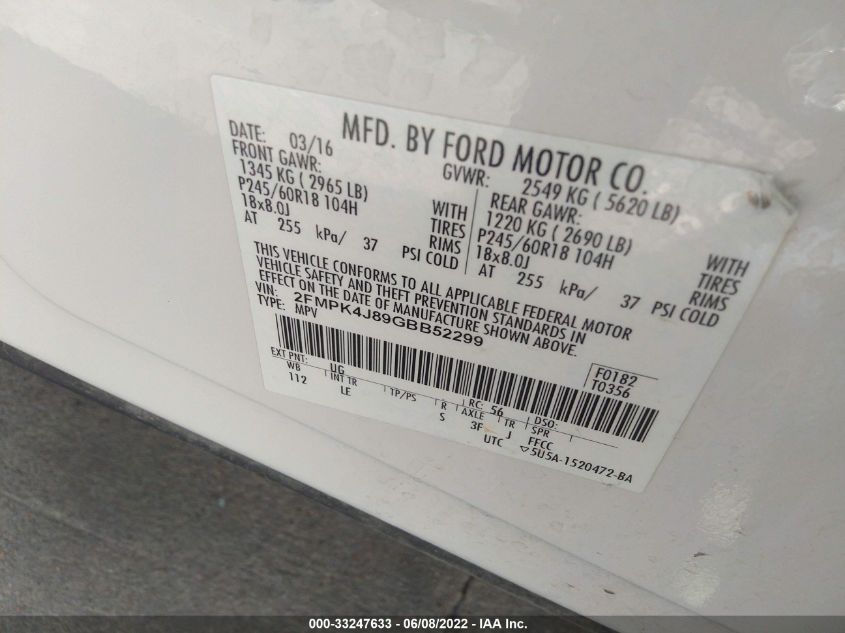 MFD. BY FORD MOTOR CO.
DATE: 03/16 GVWR: 2549 KG ( 5620 LB)
FRONT GAWR: REAR GAWR:
1345 KG ( 2965 LB) WITH 1220 KG ( 2690 LB) WITH
P245/60R18 104H TIRES P245/60R18 104H TIRES
18x8.0J RIMS 18x8.0J RIMS
AT 255 kPa/ 37 PSI COLD AT 255 kPa/ 37 PSI COLD
THIS VEHICLE CONFORMS TO ALL APPLICABLE FEDERAL MOTOR
VEHICLE SAFETY AND THEFT PREVENTION STANDARDS IN
EFFECT ON THE DATE OF MANUFACTURE SHOWN ABOVE.
VIN: 2FMPK4J89GBB52299
TYPE: MPV
F0182
T0356
EXT PNT: UG RC: 56 DSO:
WB INT TR TP/PS R AXLE TR SPR
112 LE S 3F J FFCC
UTC ▽5U5A-1520472-BA
000-33247633 - 06/08/2022 - IAA Inc.